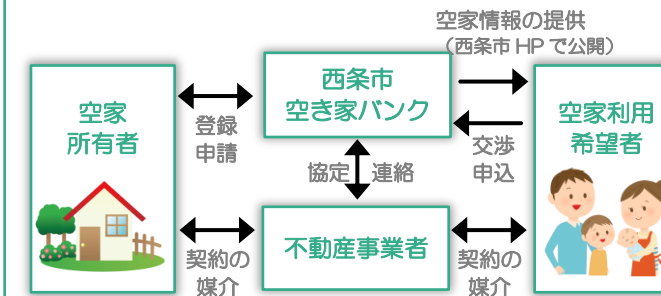 空家情報の提供
（西条市 HP で公開）
空家
所有者
登録
申請
西条市
空き家バンク
交渉
申込
空家利用
希望者
協定
連絡
契約の
媒介
不動産事業者
契約の
媒介